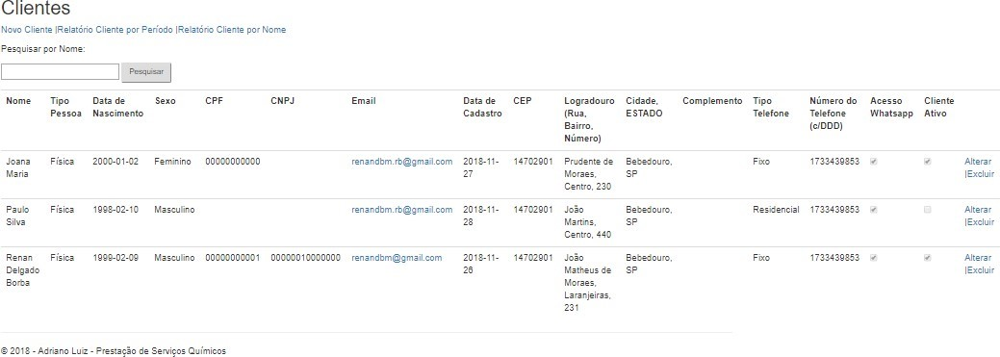 Clientes
Novo Cliente |Relatório Cliente por Período |Relatório Cliente por Nome
Pesquisar por Nome:
Pesquisar
Nome Tipo Pessoa Data de Nascimento Sexo CPF CNPJ Email Data de Cadastro CEP Logradouro (Rua, Bairro, Número) Cidade, ESTADO Complemento Tipo Telefone Número do Telefone (c/DDD) Acesso Whatsapp Cliente Ativo
Joana Maria Física 2000-01-02 Feminino 00000000000 renandbm.rb@gmail.com 2018-11-27 14702901 Prudente de Moraes, Centro, 230 Bebedouro, SP Fixo 1733439853 Alterar |Excluir
Paulo Silva Física 1998-02-10 Masculino renandbm.rb@gmail.com 2018-11-28 14702901 João Martins, Centro, 440 Bebedouro, SP Residencial 1733439853 Alterar |Excluir
Renan Delgado Borba Física 1999-02-09 Masculino 00000000001 00000010000000 renandbm@gmail.com 2018-11-26 14702901 João Matheus de Moraes, Laranjeiras, 231 Bebedouro, SP Fixo 1733439853 Alterar |Excluir
© 2018 - Adriano Luiz - Prestação de Serviços Químicos